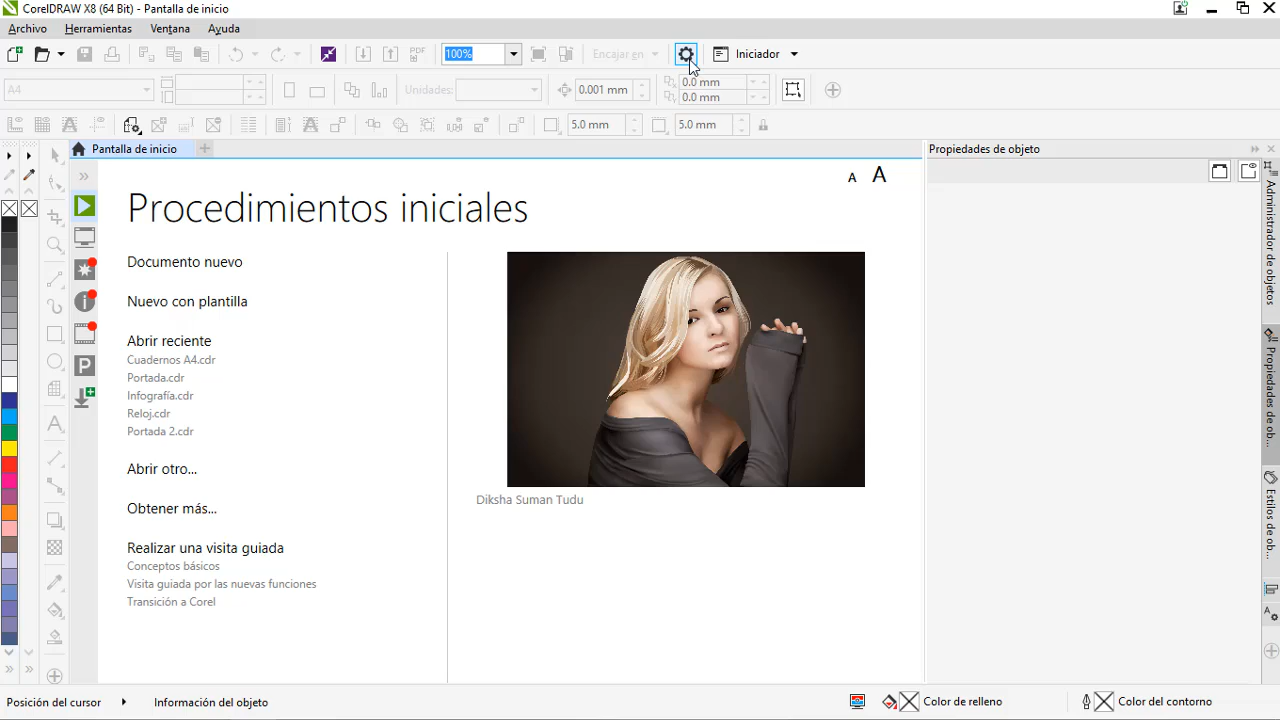 CorelDRAW X8 (64 Bit) - Pantalla de inicio
Archivo Herramientas Ventana Ayuda
PDF 100% Encajar en Iniciador
A4 Unidades: 0.001 mm 0.0 mm
0.0 mm
5.0 mm 5.0 mm
Pantalla de inicio
Propiedades de objeto
A A
Procedimientos iniciales
Documento nuevo
Nuevo con plantilla
Abrir reciente
Cuadernos A4.cdr
Portada.cdr
Infografía.cdr
Reloj.cdr
Portada 2.cdr
Abrir otro...
Obtener más...
Realizar una visita guiada
Conceptos básicos
Visita guiada por las nuevas funciones
Transición a Corel
Diksha Suman Tudu
Administrador de objetos
Propiedades de ob...
Estilos de ob...
Posición del cursor Información del objeto Color de relleno Color del contorno